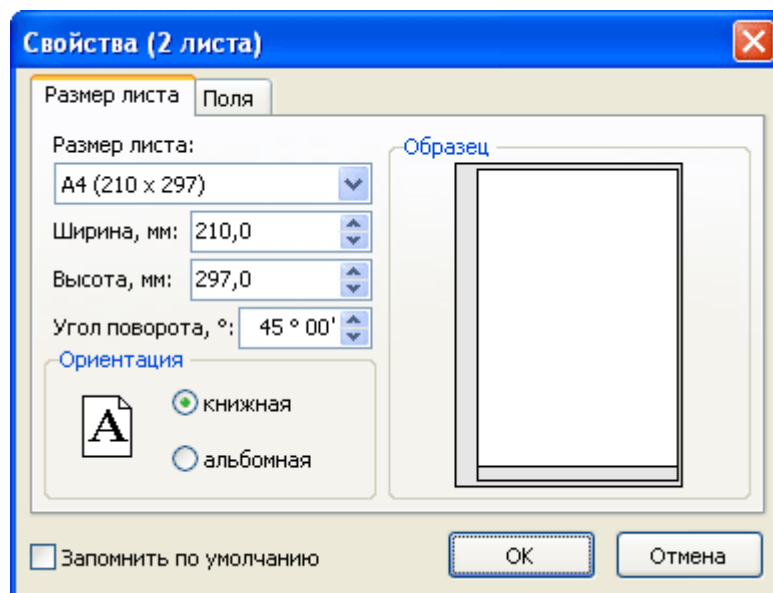 Свойства (2 листа)
Размер листа
Поля
Размер листа:
A4 (210 x 297)
Ширина, мм: 210,0
Высота, мм: 297,0
Угол поворота, °: 45 ° 00'
Ориентация
A
книжная
альбомная
Образец
Запомнить по умолчанию
OK
Отмена